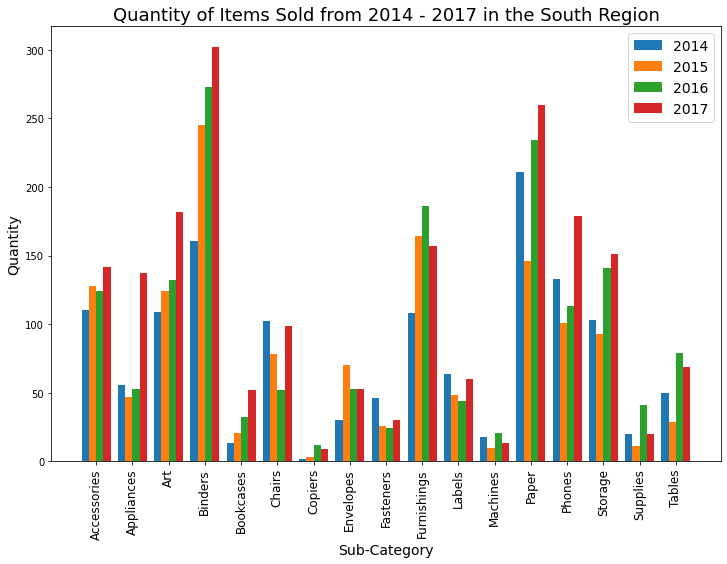 Quantity of Items Sold from 2014 - 2017 in the South Region
2014
2015
2016
2017
Quantity
300
250
200
150
100
50
0
Accessories
Appliances
Art
Binders
Bookcases
Chairs
Copiers
Envelopes
Fasteners
Furnishings
Labels
Machines
Paper
Phones
Storage
Supplies
Tables
Sub-Category